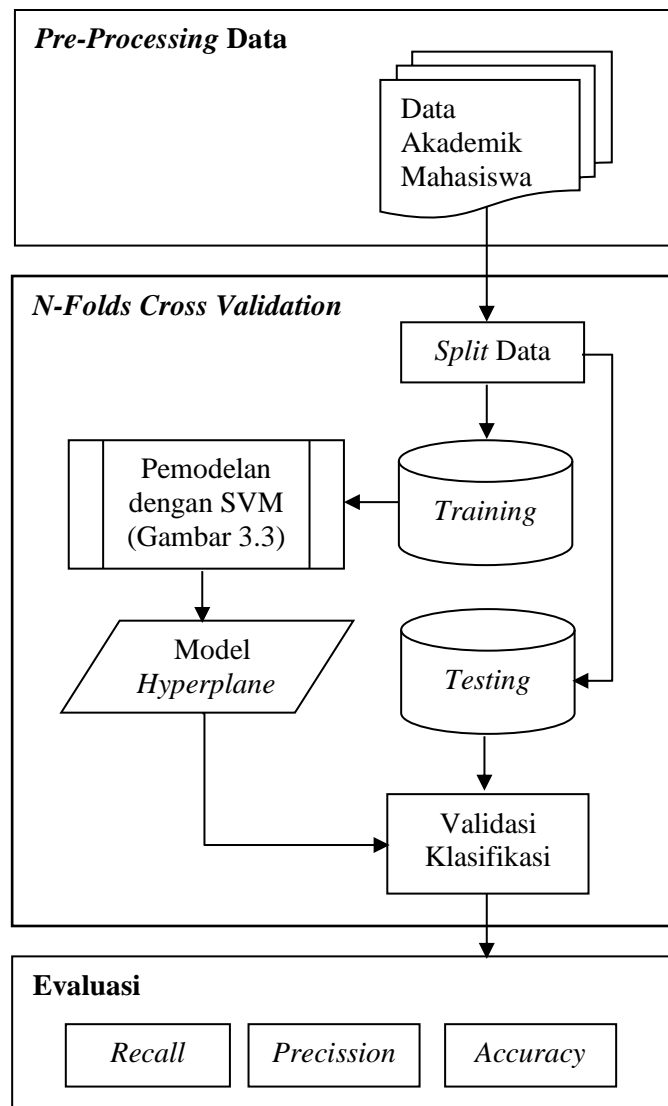 Pre-Processing Data
Data
Akademik
Mahasiswa
N-Folds Cross Validation
Split Data
Pemodelan
dengan SVM
(Gambar 3.3)
Training
Model
Hyperplane
Testing
Validasi
Klasifikasi
Evaluasi
Recall
Precission
Accuracy